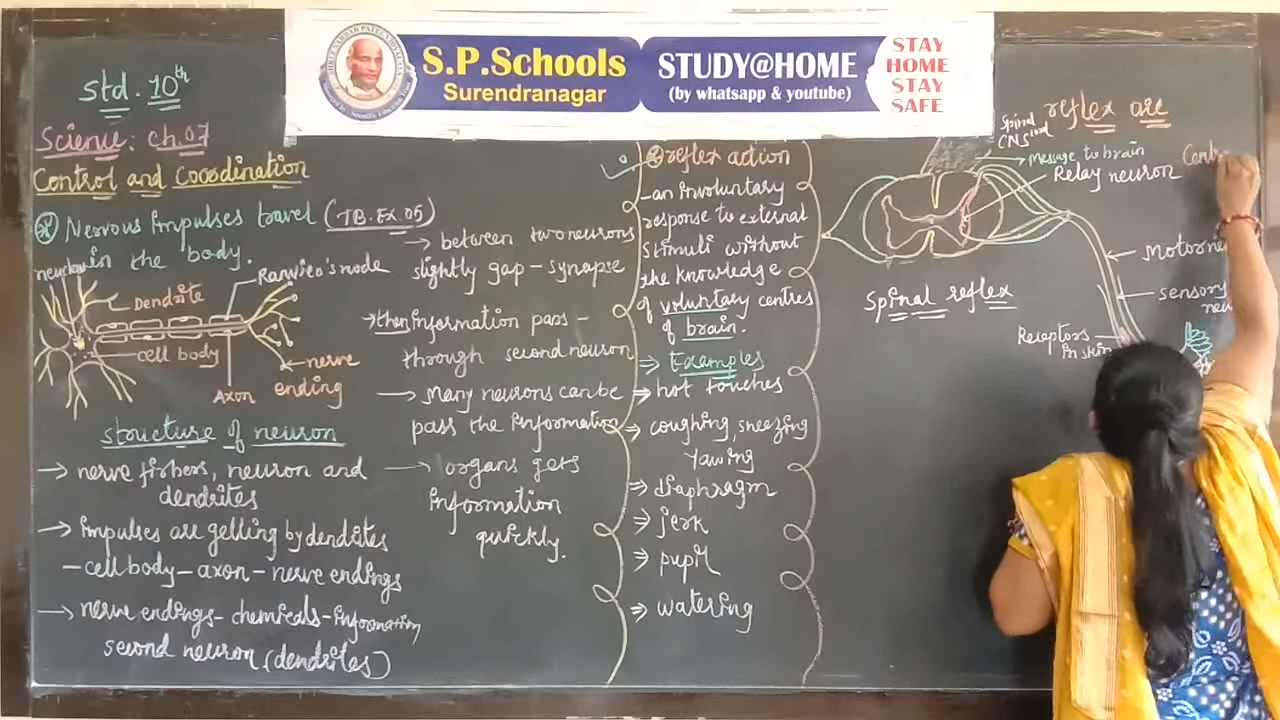 S.P.Schools
Surendranagar
STUDY@HOME
(by whatsapp & youtube)
STAY
HOME
STAY
SAFE
std. 10th
Science: ch.07
Control and coordination
Nervous impulses travel (TB.Ex.05)
in the body.
Dendrite
Ranvier's node
cell body
Axon
nerve
ending
structure of neuron
→ nerve fibers, neuron and
dendrites
→ impulses are getting by dendrites
- cell body - axon - nerve endings
→ nerve endings - chemicals - information
second neuron (dendrites)
→ between two neurons
slightly gap - synapse
→ then information pass -
through second neuron
→ Many neurons can be
pass the information
→ organs gets
information
quickly.
reflex action
- an involuntary
response to external
stimuli without
the knowledge
of voluntary centres
of brain.
⇒ Examples
⇒ hot touches
⇒ coughing, sneezing
yawing
⇒ diaphragm
⇒ jerk
⇒ pupil
⇒ watering
reflex arc
Spinal cord
CNS
→ Message to brain
Relay neuron
Motor
sensory
Receptors
in skin
Spinal reflex